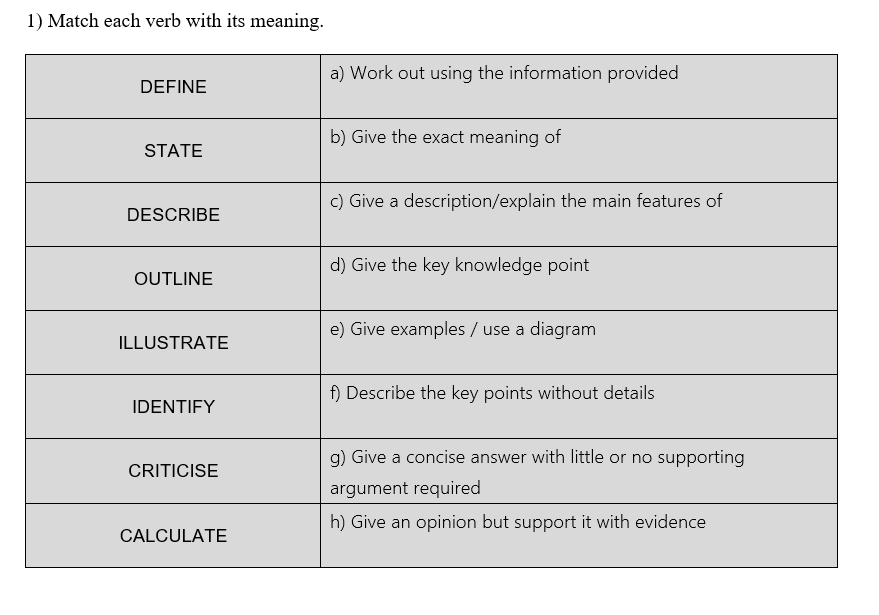 1) Match each verb with its meaning.
DEFINE
a) Work out using the information provided
STATE
b) Give the exact meaning of
DESCRIBE
c) Give a description/explain the main features of
OUTLINE
d) Give the key knowledge point
ILLUSTRATE
e) Give examples / use a diagram
IDENTIFY
f) Describe the key points without details
CRITICISE
g) Give a concise answer with little or no supporting
argument required
CALCULATE
h) Give an opinion but support it with evidence